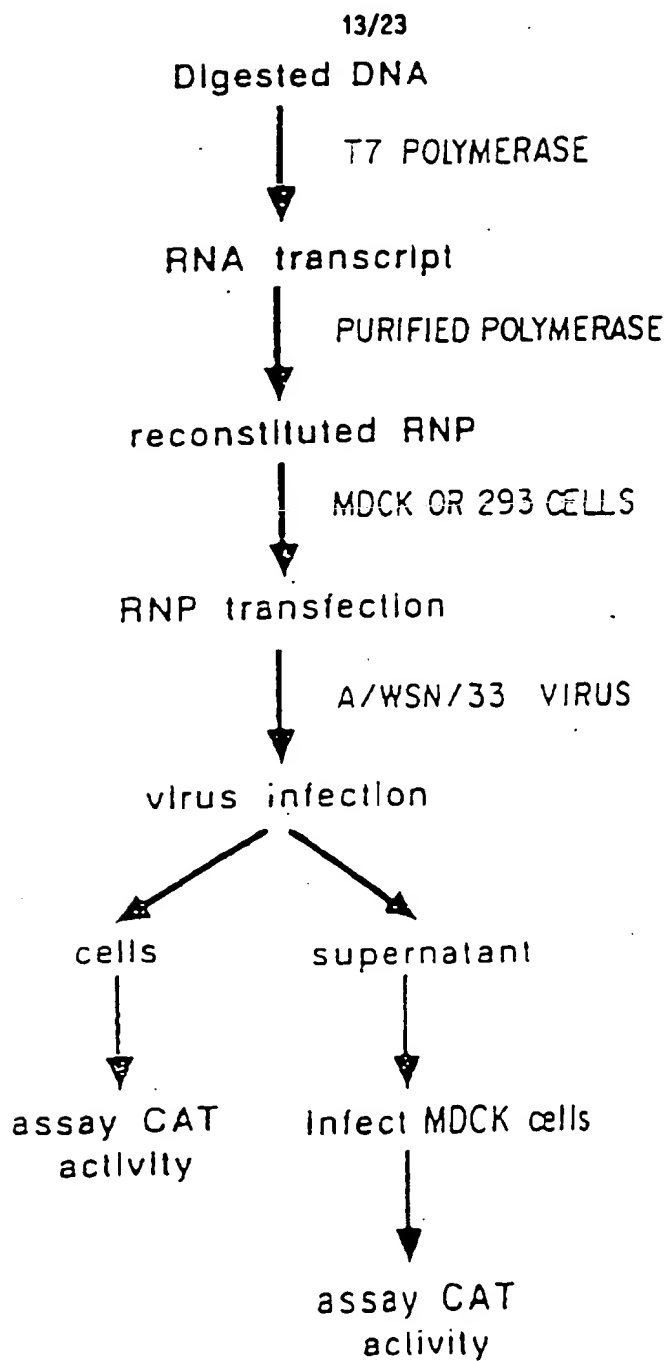 13/23
Digested DNA
T7 POLYMERASE
RNA transcript
PURIFIED POLYMERASE
reconstituted RNP
MDCK OR 293 CELLS
RNP transfection
A/WSN/33 VIRUS
virus infection
cells
supernatant
assay CAT
activity
infect MDCK cells
assay CAT
activity